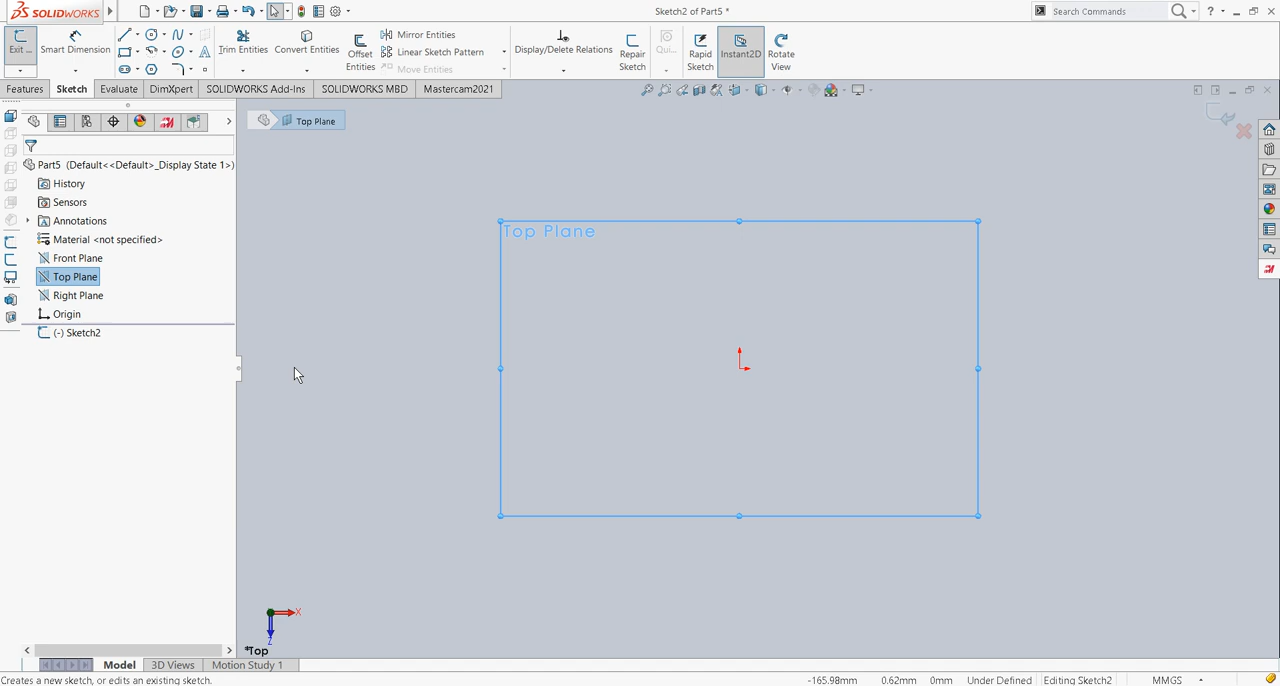 SOLIDWORKS
Sketch2 of Part5 *
Search Commands
?
Exit ...
Smart Dimension
Trim Entities
Convert Entities
Offset
Entities
Mirror Entities
Linear Sketch Pattern
Move Entities
Display/Delete Relations
Repair
Sketch
Qui...
Rapid
Sketch
Instant2D
Rotate
View
Features
Sketch
Evaluate
DimXpert
SOLIDWORKS Add-Ins
SOLIDWORKS MBD
Mastercam2021
Top Plane
Part5 (Default<<Default>_Display State 1>)
History
Sensors
Annotations
Material <not specified>
Front Plane
Top Plane
Right Plane
Origin
(-) Sketch2
Top Plane
X
Z
*Top
Model
3D Views
Motion Study 1
Creates a new sketch, or edits an existing sketch.
-165.98mm
0.62mm
0mm
Under Defined
Editing Sketch2
MMGS